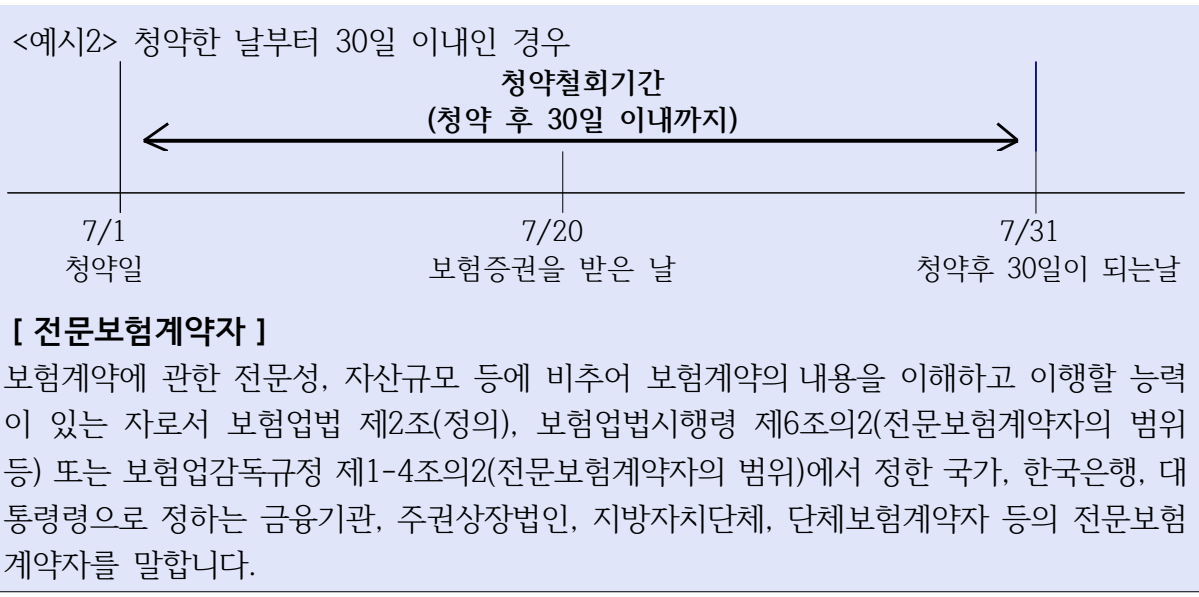 <예시2> 청약한 날부터 30일 이내인 경우
청약철회기간
(청약 후 30일 이내까지)
7/1 7/20 7/31
청약일 보험증권을 받은 날 청약후 30일이 되는날
[ 전문보험계약자 ]
보험계약에 관한 전문성, 자산규모 등에 비추어 보험계약의 내용을 이해하고 이행할 능력
이 있는 자로서 보험업법 제2조(정의), 보험업법시행령 제6조의2(전문보험계약자의 범위
등) 또는 보험업감독규정 제1-4조의2(전문보험계약자의 범위)에서 정한 국가, 한국은행, 대
통령령으로 정하는 금융기관, 주권상장법인, 지방자치단체, 단체보험계약자 등의 전문보험
계약자를 말합니다.